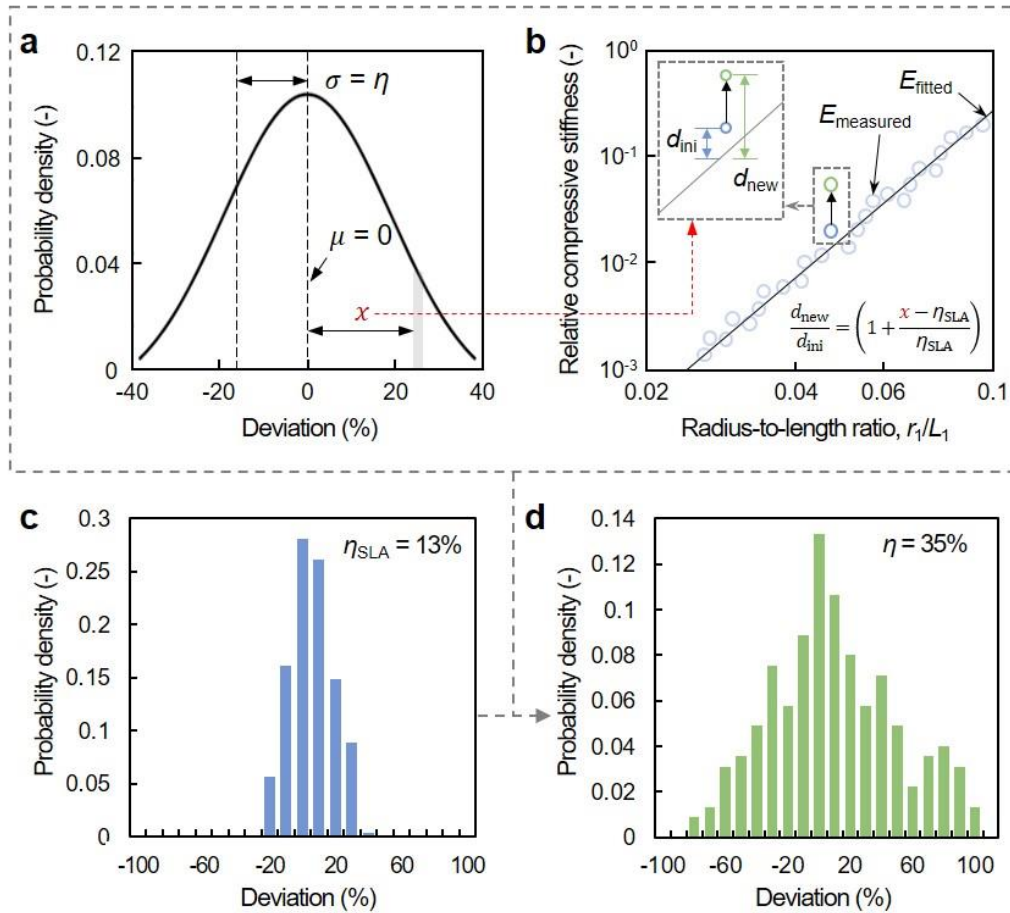 a
0.12
0.08
0.04
0
-40
-20
0
20
40
Probability density (-)
Deviation (%)
σ = η
μ = 0
x
b
10⁰
10⁻¹
10⁻²
10⁻³
0.02
0.04
0.06
0.1
Relative compressive stiffness (-)
Radius-to-length ratio, r₁/L₁
d_ini
d_new
E_measured
E_fitted
d_new/d_ini = (1 + (x − η_SLA)/η_SLA)
c
0.3
0.25
0.2
0.15
0.1
0.05
0
-100
-60
-20
20
60
100
Probability density (-)
Deviation (%)
η_SLA = 13%
d
0.14
0.12
0.1
0.08
0.06
0.04
0.02
0
-100
-60
-20
20
60
100
Probability density (-)
Deviation (%)
η = 35%